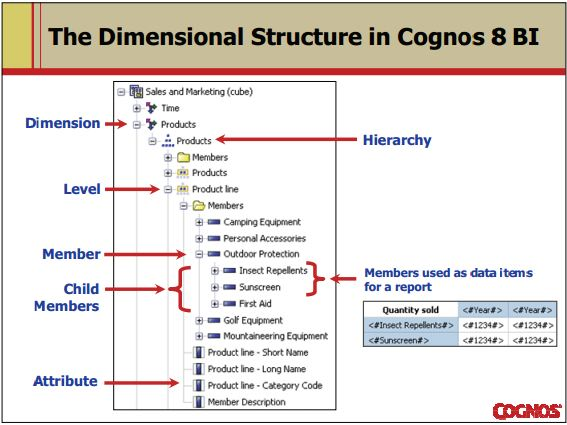 The Dimensional Structure in Cognos 8 BI
Sales and Marketing (cube)
Time
Dimension
Products
Products
Hierarchy
Members
Products
Level
Product line
Members
Camping Equipment
Personal Accessories
Member
Outdoor Protection
Child
Members
Insect Repellents
Sunscreen
First Aid
Members used as data items
for a report
Golf Equipment
Mountaineering Equipment
Quantity sold <#Year#> <#Year#>
<#Insect Repellents#> <#1234#> <#1234#>
<#Sunscreen#> <#1234#> <#1234#>
Product line - Short Name
Product line - Long Name
Attribute
Product line - Category Code
Member Description
COGNOS